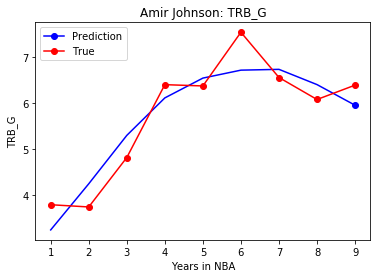 Amir Johnson: TRB_G
Prediction
True
TRB_G
7
6
5
4
1 2 3 4 5 6 7 8 9
Years in NBA